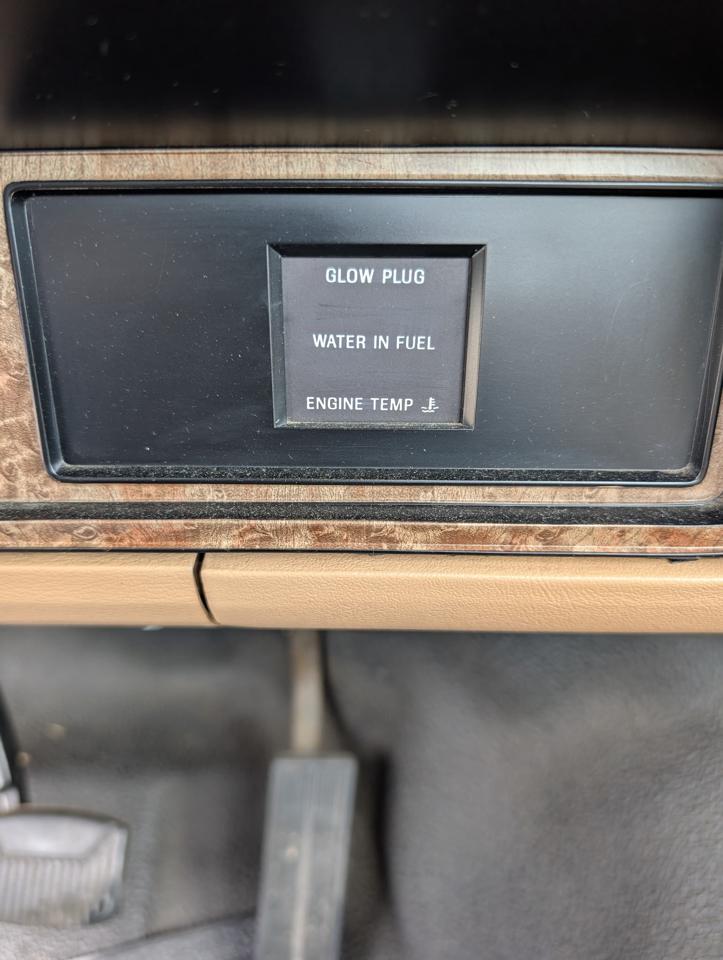 GLOW PLUG
WATER IN FUEL
ENGINE TEMP